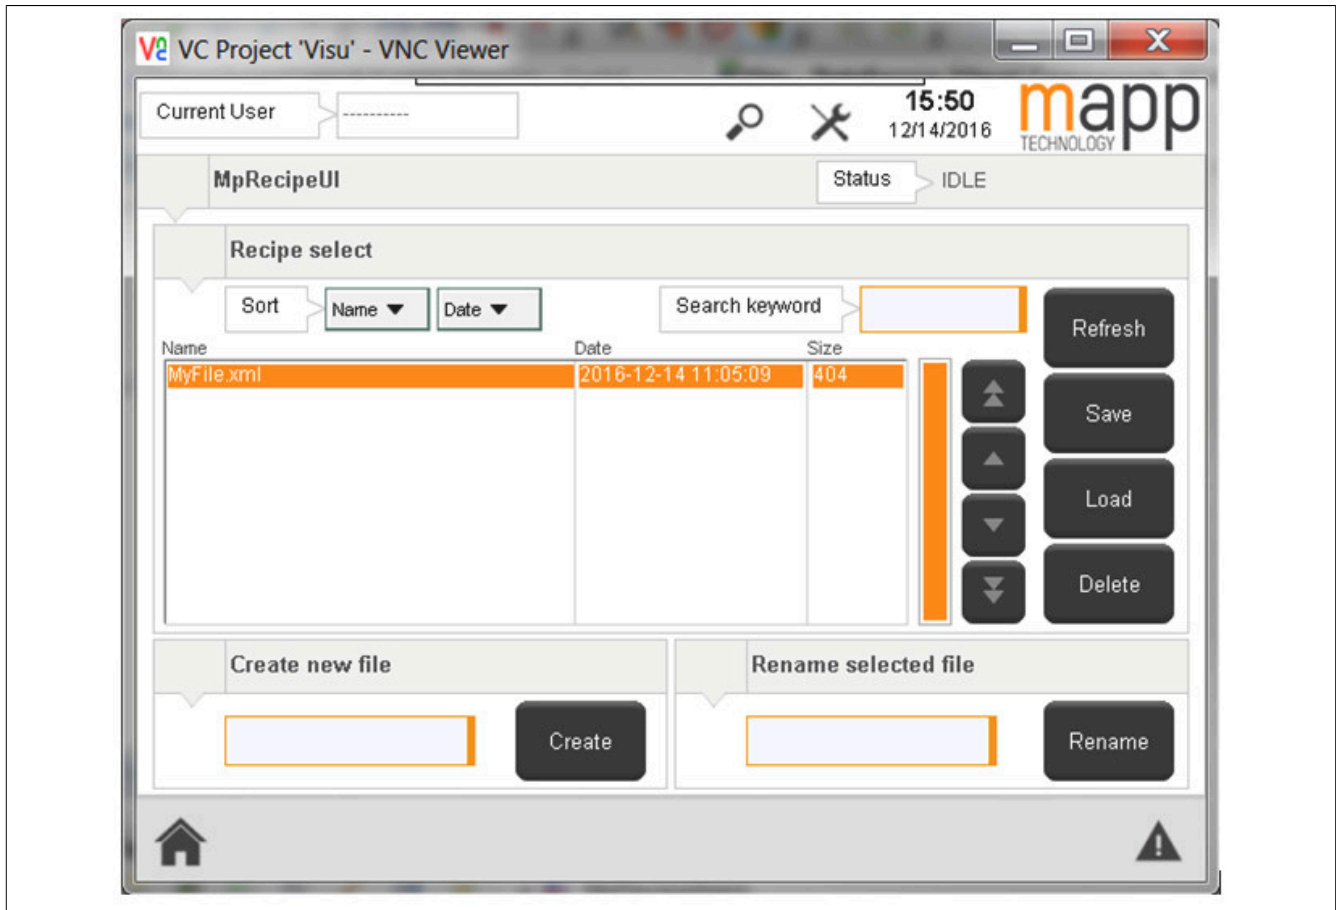 VC Project 'Visu' - VNC Viewer
Current User ----------
15:50
12/14/2016
mapp
TECHNOLOGY
MpRecipeUI Status IDLE
Recipe select
Sort Name ▼ Date ▼ Search keyword Refresh
Name Date Size
MyFile.xml 2016-12-14 11:05:09 404
Save
Load
Delete
Create new file Rename selected file
Create Rename